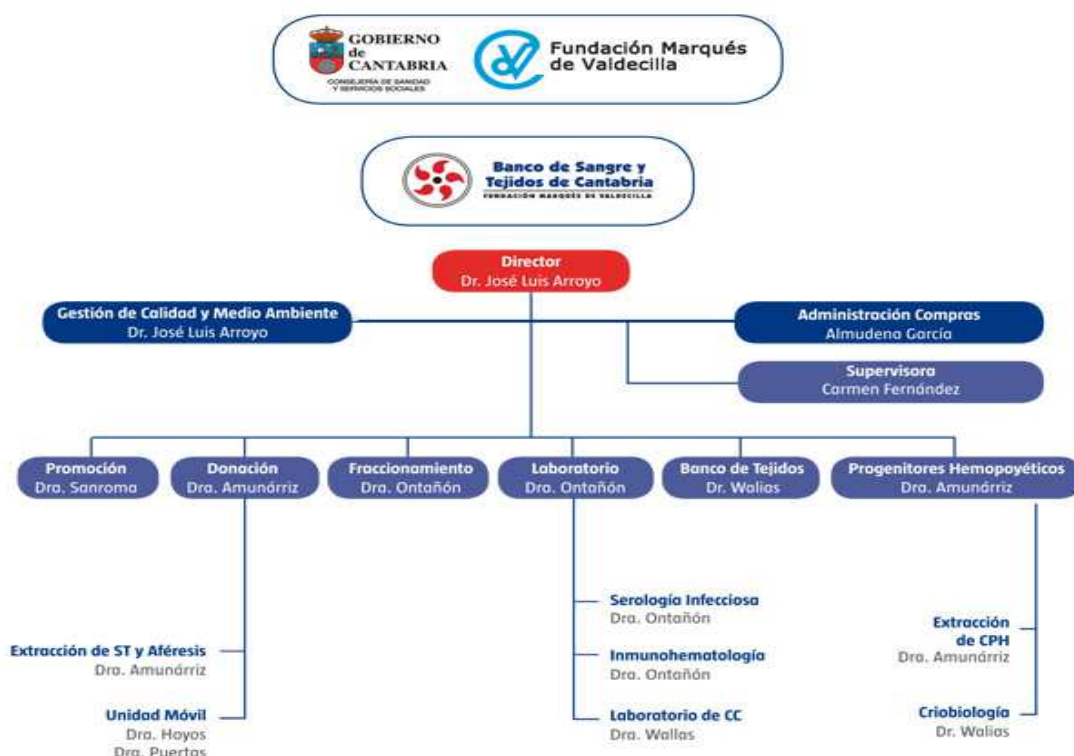 GOBIERNO
de
CANTABRIA
CONSEJERÍA DE SANIDAD
Y SERVICIOS SOCIALES
Fundación Marqués
de Valdecilla
Banco de Sangre y
Tejidos de Cantabria
FUNDACIÓN MARQUÉS DE VALDECILLA
Director
Dr. José Luis Arroyo
Gestión de Calidad y Medio Ambiente
Dr. José Luis Arroyo
Administración Compras
Almudena García
Supervisora
Carmen Fernández
Promoción
Dra. Sanroma
Donación
Dra. Amunárriz
Fraccionamiento
Dra. Ontañón
Laboratorio
Dra. Ontañón
Banco de Tejidos
Dr. Walias
Progenitores Hemopoyéticos
Dra. Amunárriz
Extracción de ST y Aféresis
Dra. Amunárriz
Unidad Móvil
Dra. Hoyos
Dra. Puertas
Serología Infecciosa
Dra. Ontañón
Inmunohematología
Dra. Ontañón
Laboratorio de CC
Dra. Wallas
Extracción
de CPH
Dra. Amunárriz
Criobiología
Dr. Walias